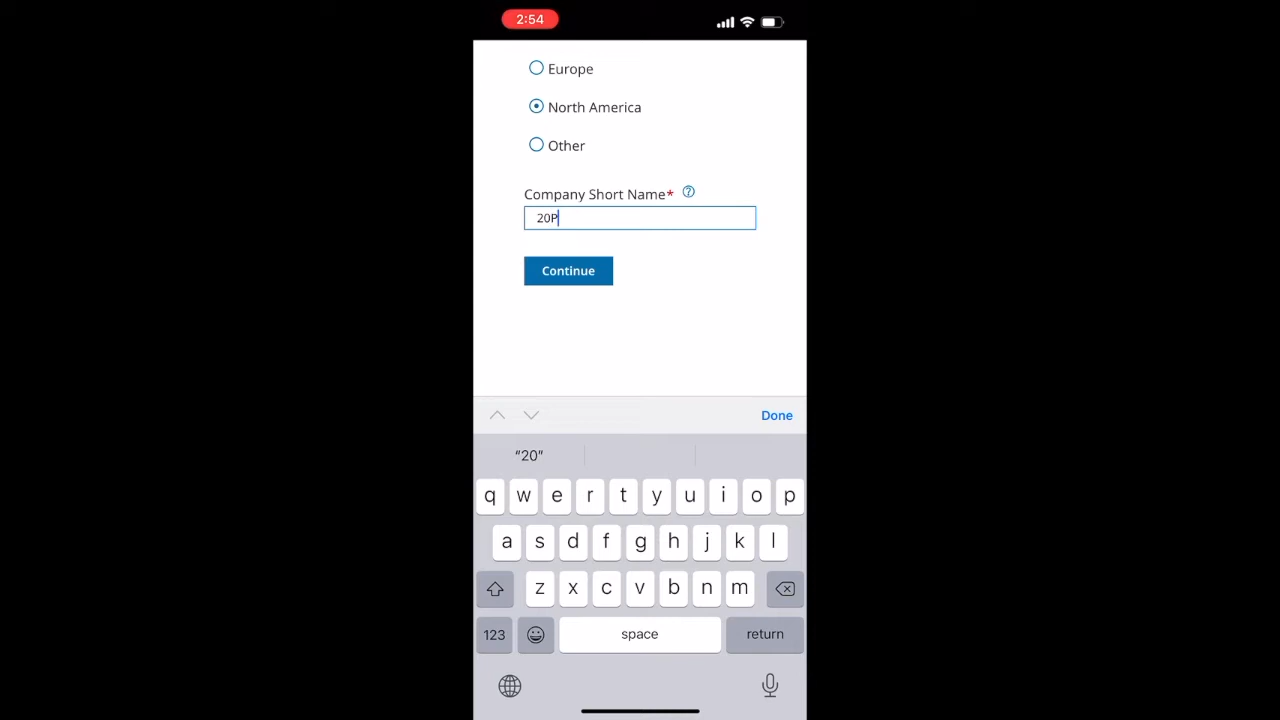 2:54
Europe
North America
Other
Company Short Name* ?
20P
Continue
Done
"20"
q w e r t y u i o p
a s d f g h j k l
z x c v b n m
123 space return